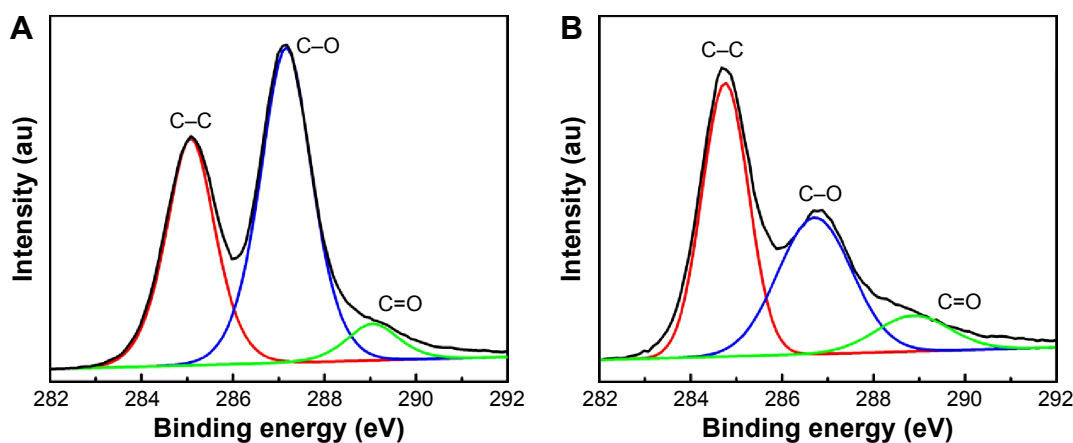 A
C–C
C–O
C=O
Intensity (au)
282 284 286 288 290 292
Binding energy (eV)
B
C–C
C–O
C=O
Intensity (au)
282 284 286 288 290 292
Binding energy (eV)